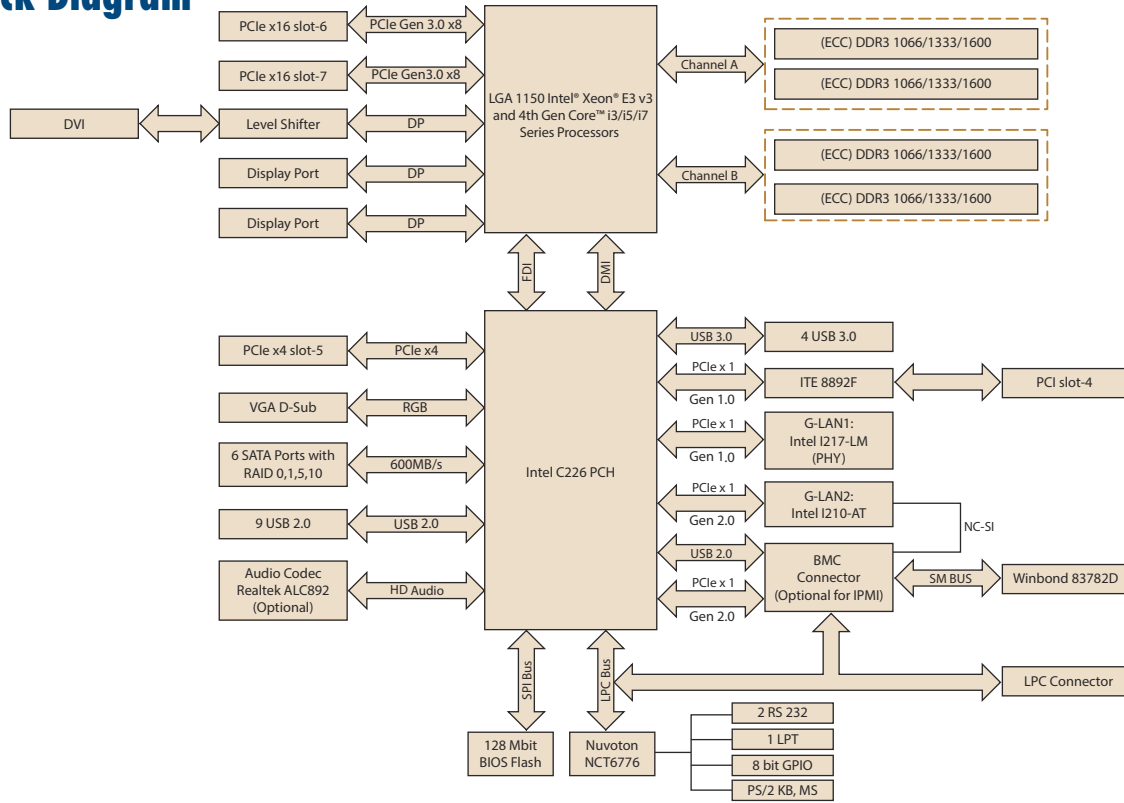 ck Diagram
PCIe x16 slot-6
PCIe Gen 3.0 x8
PCIe x16 slot-7
PCIe Gen3.0 x8
DVI
Level Shifter
DP
Display Port
DP
Display Port
DP
LGA 1150 Intel® Xeon® E3 v3
and 4th Gen Core™ i3/i5/i7
Series Processors
Channel A
(ECC) DDR3 1066/1333/1600
(ECC) DDR3 1066/1333/1600
Channel B
(ECC) DDR3 1066/1333/1600
(ECC) DDR3 1066/1333/1600
FDI
DMI
PCIe x4 slot-5
PCIe x4
VGA D-Sub
RGB
6 SATA Ports with
RAID 0,1,5,10
600MB/s
9 USB 2.0
USB 2.0
Audio Codec
Realtek ALC892
(Optional)
HD Audio
Intel C226 PCH
USB 3.0
4 USB 3.0
PCIe x 1
Gen 1.0
ITE 8892F
PCI slot-4
PCIe x 1
Gen 1.0
G-LAN1:
Intel I217-LM
(PHY)
PCIe x 1
Gen 2.0
G-LAN2:
Intel I210-AT
NC-SI
USB 2.0
PCIe x 1
Gen 2.0
BMC
Connector
(Optional for IPMI)
SM BUS
Winbond 83782D
SPI Bus
LPC Bus
LPC Connector
128 Mbit
BIOS Flash
Nuvoton
NCT6776
2 RS 232
1 LPT
8 bit GPIO
PS/2 KB, MS